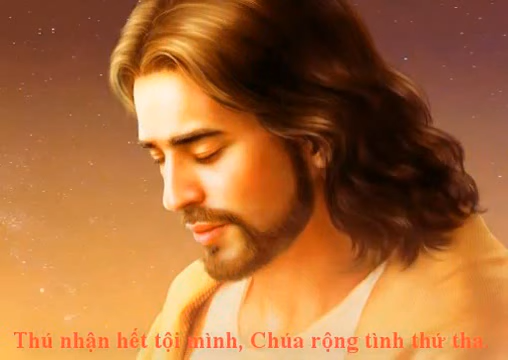 Thú nhận hết tội mình, Chúa rộng tình thứ tha.